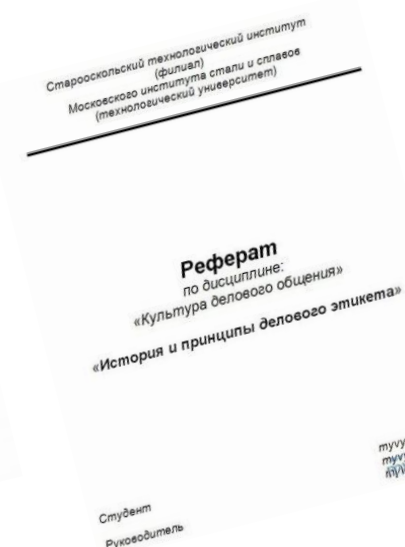 Старооскольский технологический институт
(филиал)
Московского института стали и сплавов
(технологический университет)
Реферат
по дисциплине:
«Культура делового общения»
«История и принципы делового этикета»
Студент
Руководитель